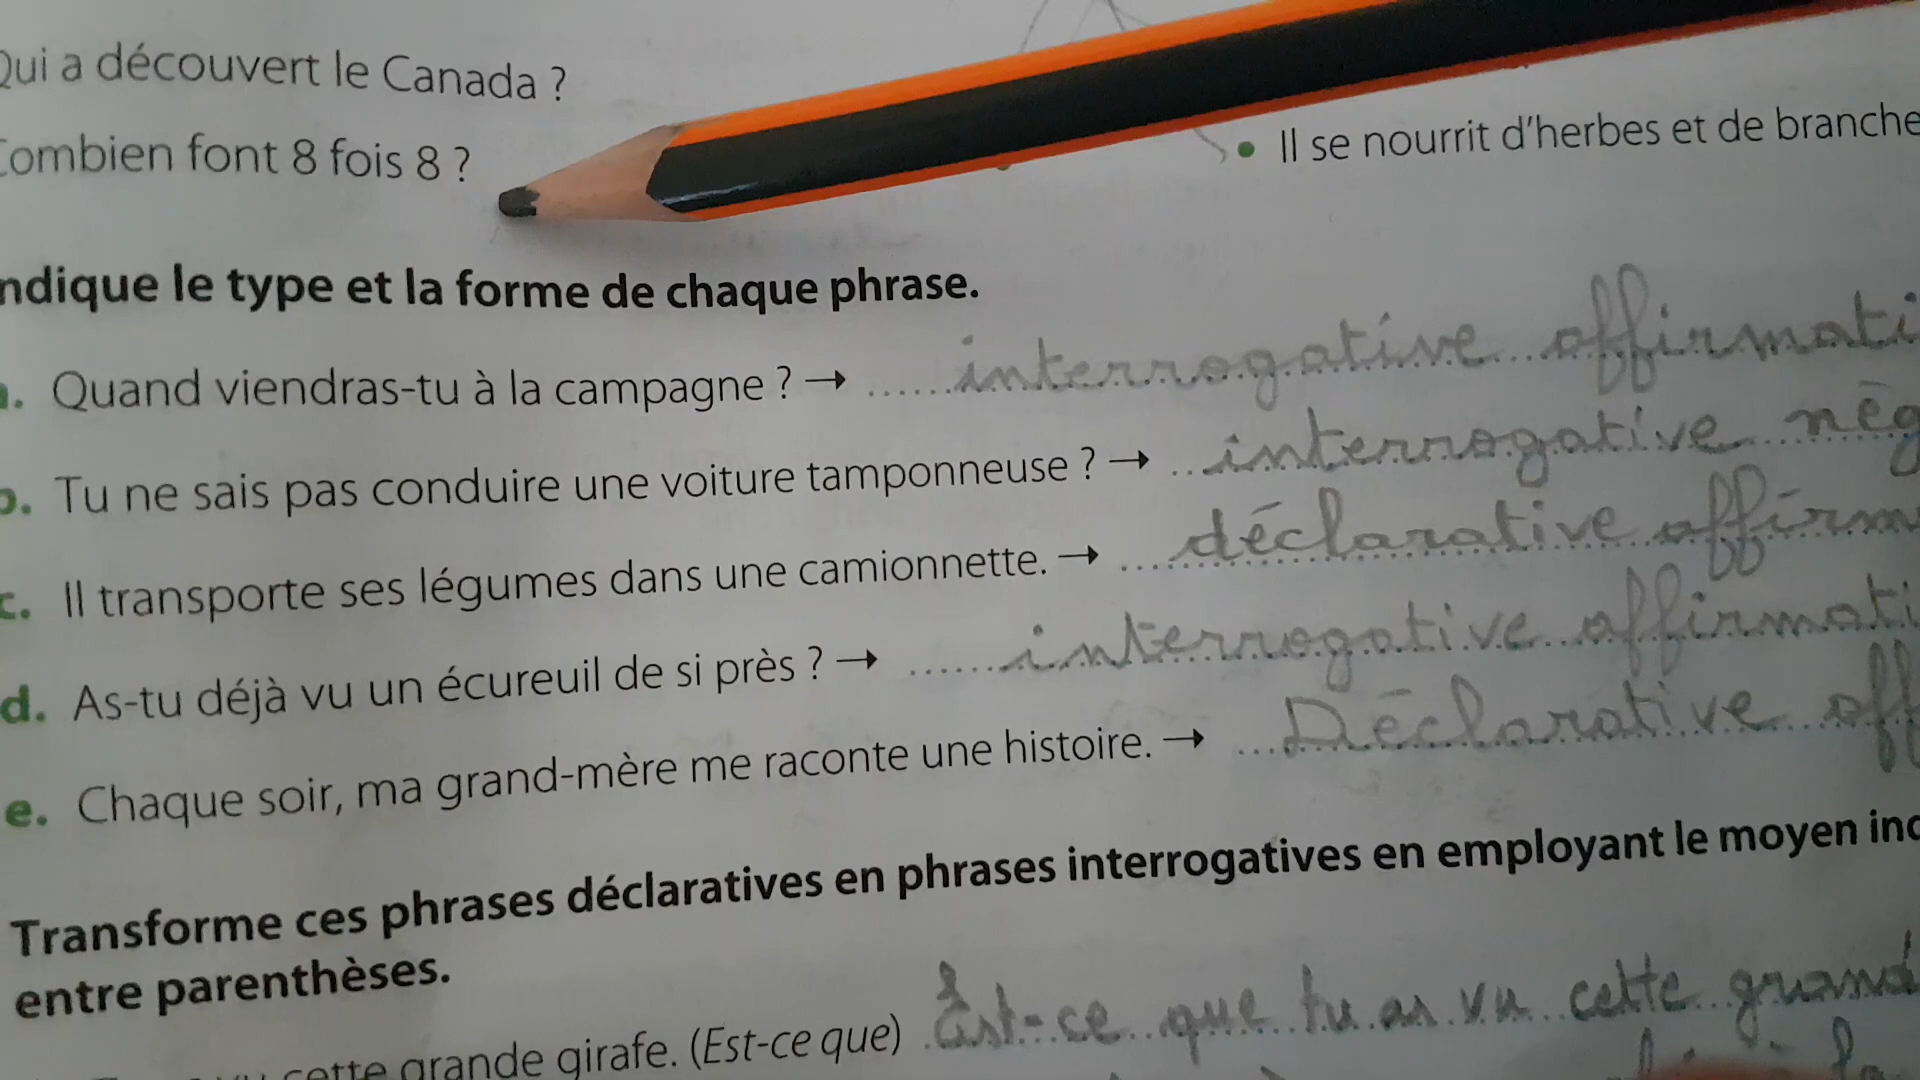 Qui a découvert le Canada ?
Combien font 8 fois 8 ?
• Il se nourrit d'herbes et de branche
ndique le type et la forme de chaque phrase.
a. Quand viendras-tu à la campagne ? → interrogative affirmati
b. Tu ne sais pas conduire une voiture tamponneuse ? → interrogative nég
c. Il transporte ses légumes dans une camionnette. → déclarative affirm
d. As-tu déjà vu un écureuil de si près ? → interrogative affirmati
e. Chaque soir, ma grand-mère me raconte une histoire. → Déclarative aff
Transforme ces phrases déclaratives en phrases interrogatives en employant le moyen ind
entre parenthèses.
cette grande girafe. (Est-ce que) Est-ce que tu as vu cette grand